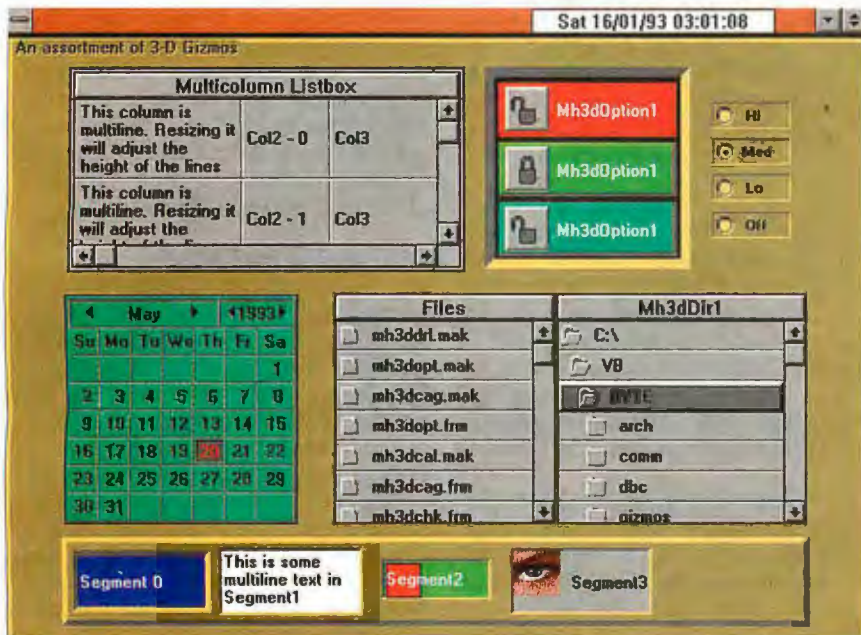 Sat 16/01/93 03:01:08
An assortment of 3-D Gizmos
Multicolumn Listbox
This column is
multiline. Resizing it
will adjust the
height of the lines
Col2 - 0
Col3
This column is
multiline. Resizing it
will adjust the
height of the lines
Col2 - 1
Col3
Mh3dOption1
Mh3dOption1
Mh3dOption1
Hi
Med
Lo
Off
May
1993
Su Mo Tu We Th Fr Sa
1
2 3 4 5 6 7 8
9 10 11 12 13 14 15
16 17 18 19 20 21 22
23 24 25 26 27 28 29
30 31
Files
mh3ddrl.mak
mh3dopt.mak
mh3dcag.mak
mh3dopt.frm
mh3dcal.mak
mh3dcag.frm
mh3dchk.frm
Mh3dDir1
C:\
VB
BYTE
arch
comm
dbc
gizmos
Segment 0
This is some
multiline text in
Segment1
Segment2
Segment3